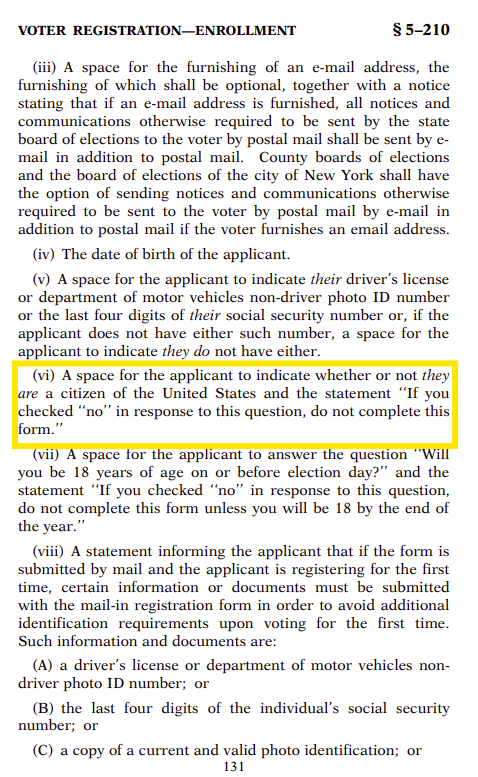 VOTER REGISTRATION—ENROLLMENT § 5–210
(iii) A space for the furnishing of an e-mail address, the
furnishing of which shall be optional, together with a notice
stating that if an e-mail address is furnished, all notices and
communications otherwise required to be sent by the state
board of elections to the voter by postal mail shall be sent by e-
mail in addition to postal mail. County boards of elections
and the board of elections of the city of New York shall have
the option of sending notices and communications otherwise
required to be sent to the voter by postal mail by e-mail in
addition to postal mail if the voter furnishes an email address.
(iv) The date of birth of the applicant.
(v) A space for the applicant to indicate their driver's license
or department of motor vehicles non-driver photo ID number
or the last four digits of their social security number or, if the
applicant does not have either such number, a space for the
applicant to indicate they do not have either.
(vi) A space for the applicant to indicate whether or not they
are a citizen of the United States and the statement "If you
checked "no" in response to this question, do not complete this
form."
(vii) A space for the applicant to answer the question "Will
you be 18 years of age on or before election day?" and the
statement "If you checked "no" in response to this question,
do not complete this form unless you will be 18 by the end of
the year."
(viii) A statement informing the applicant that if the form is
submitted by mail and the applicant is registering for the first
time, certain information or documents must be submitted
with the mail-in registration form in order to avoid additional
identification requirements upon voting for the first time.
Such information and documents are:
(A) a driver's license or department of motor vehicles non-
driver photo ID number; or
(B) the last four digits of the individual's social security
number; or
(C) a copy of a current and valid photo identification; or
131